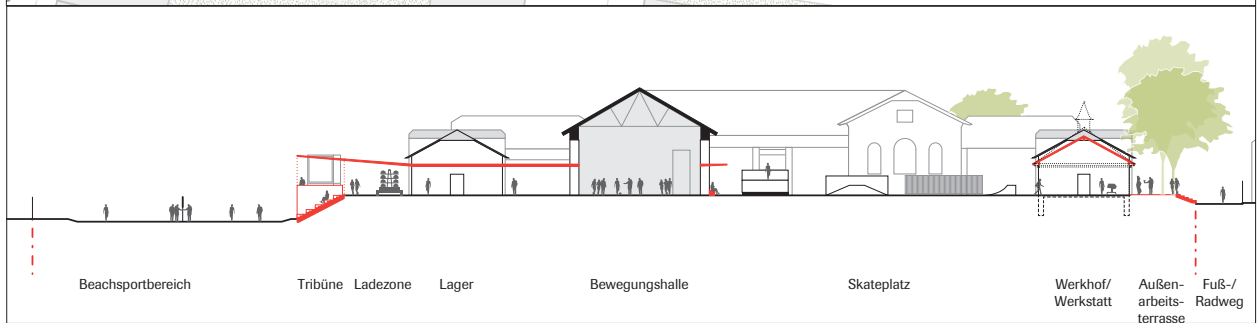 Beachsportbereich
Tribüne
Ladezone
Lager
Bewegungshalle
Skateplatz
Werkhof/
Werkstatt
Außen-
arbeits-
terrasse
Fuß-/
Radweg